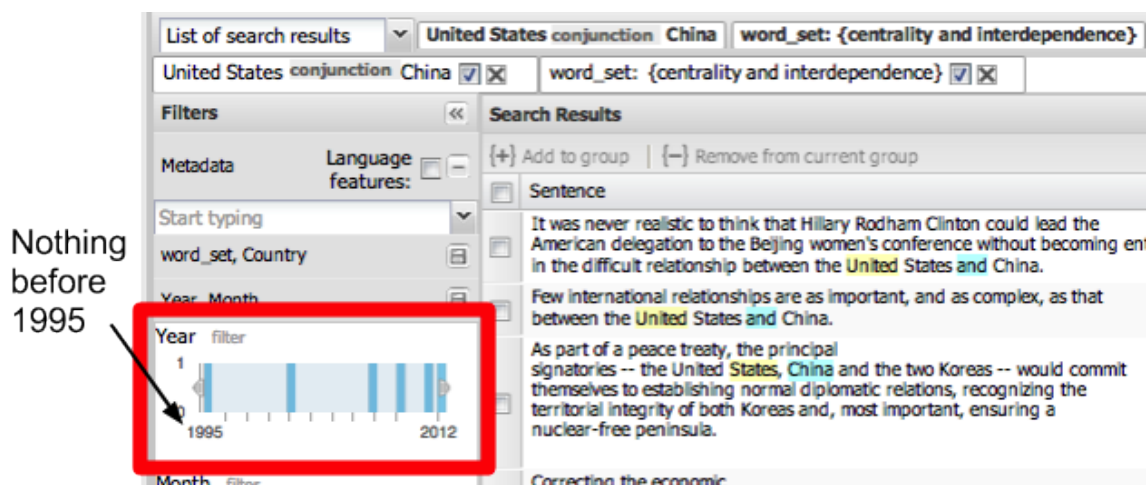 List of search results
United States conjunction China
word_set: {centrality and interdependence}
United States conjunction China
word_set: {centrality and interdependence}
Filters
Search Results
Metadata
Language features:
{+} Add to group | {−} Remove from current group
Sentence
Start typing
word_set, Country
It was never realistic to think that Hillary Rodham Clinton could lead the
American delegation to the Beijing women's conference without becoming ent
in the difficult relationship between the United States and China.
Year, Month
Few international relationships are as important, and as complex, as that
between the United States and China.
Nothing
before
1995
Year filter
1
0
1995
2012
As part of a peace treaty, the principal
signatories -- the United States, China and the two Koreas -- would commit
themselves to establishing normal diplomatic relations, recognizing the
territorial integrity of both Koreas and, most important, ensuring a
nuclear-free peninsula.
Month filter
Correcting the economic